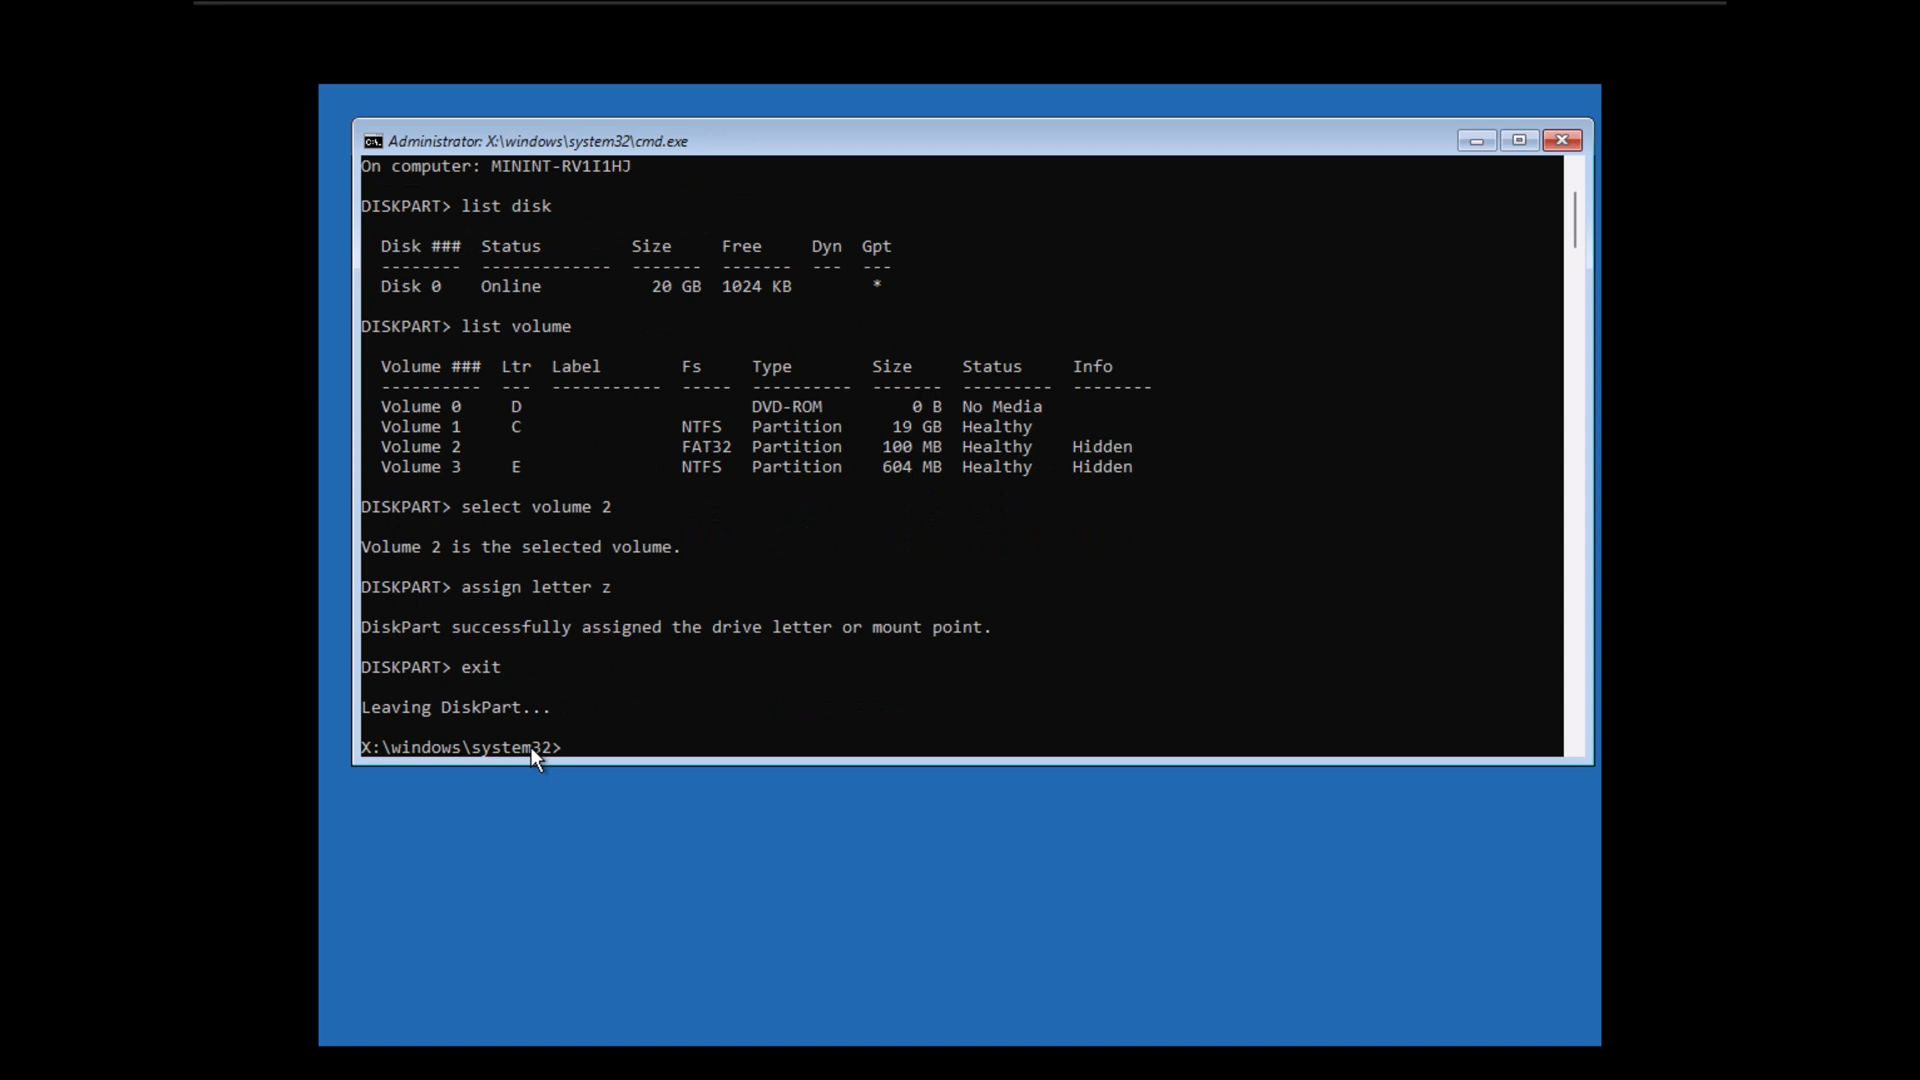 Administrator: X:\windows\system32\cmd.exe
On computer: MININT-RV1I1HJ
DISKPART> list disk
Disk ### Status Size Free Dyn Gpt
-------- ------------- ------- ------- --- ---
Disk 0 Online 20 GB 1024 KB *
DISKPART> list volume
Volume ### Ltr Label Fs Type Size Status Info
---------- --- ----------- ----- ---------- ------- --------- --------
Volume 0 D DVD-ROM 0 B No Media
Volume 1 C NTFS Partition 19 GB Healthy
Volume 2 FAT32 Partition 100 MB Healthy Hidden
Volume 3 E NTFS Partition 604 MB Healthy Hidden
DISKPART> select volume 2
Volume 2 is the selected volume.
DISKPART> assign letter z
DiskPart successfully assigned the drive letter or mount point.
DISKPART> exit
Leaving DiskPart...
X:\windows\system32>